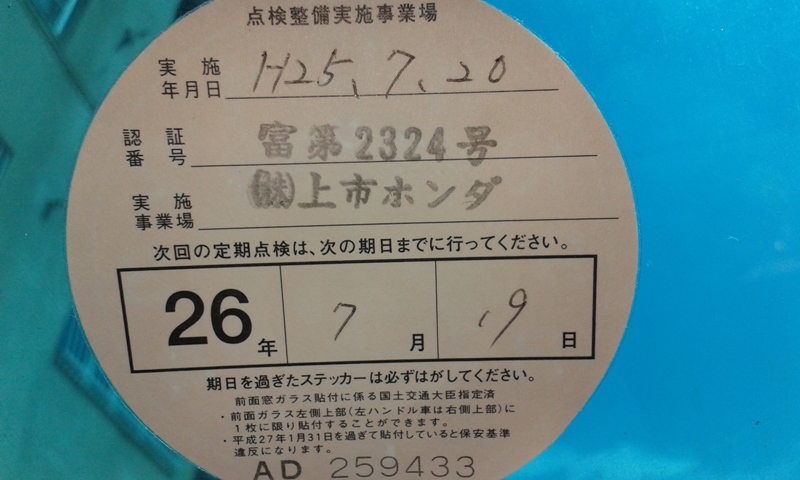 点検整備実施事業場
実施年月日 H25.7.20
認証番号 富第2324号
実施事業場 ㈱上市ホンダ
次回の定期点検は、次の期日までに行ってください。
26年 7月 19日
期日を過ぎたステッカーは必ずはがしてください。
前面窓ガラス貼付に係る国土交通大臣指定済
・前面ガラス左側上部(左ハンドル車は右側上部)に
1枚に限り貼付することができます。
・平成27年1月31日を過ぎて貼付していると保安基準
違反になります。
AD 259433